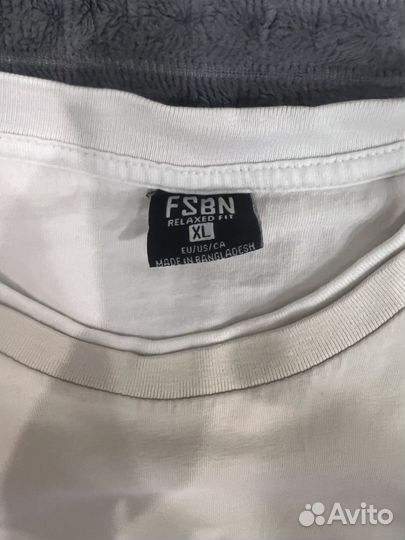 FSBN
RELAXED FIT
XL
EU/US/CA
MADE IN BANGLADESH
Avito